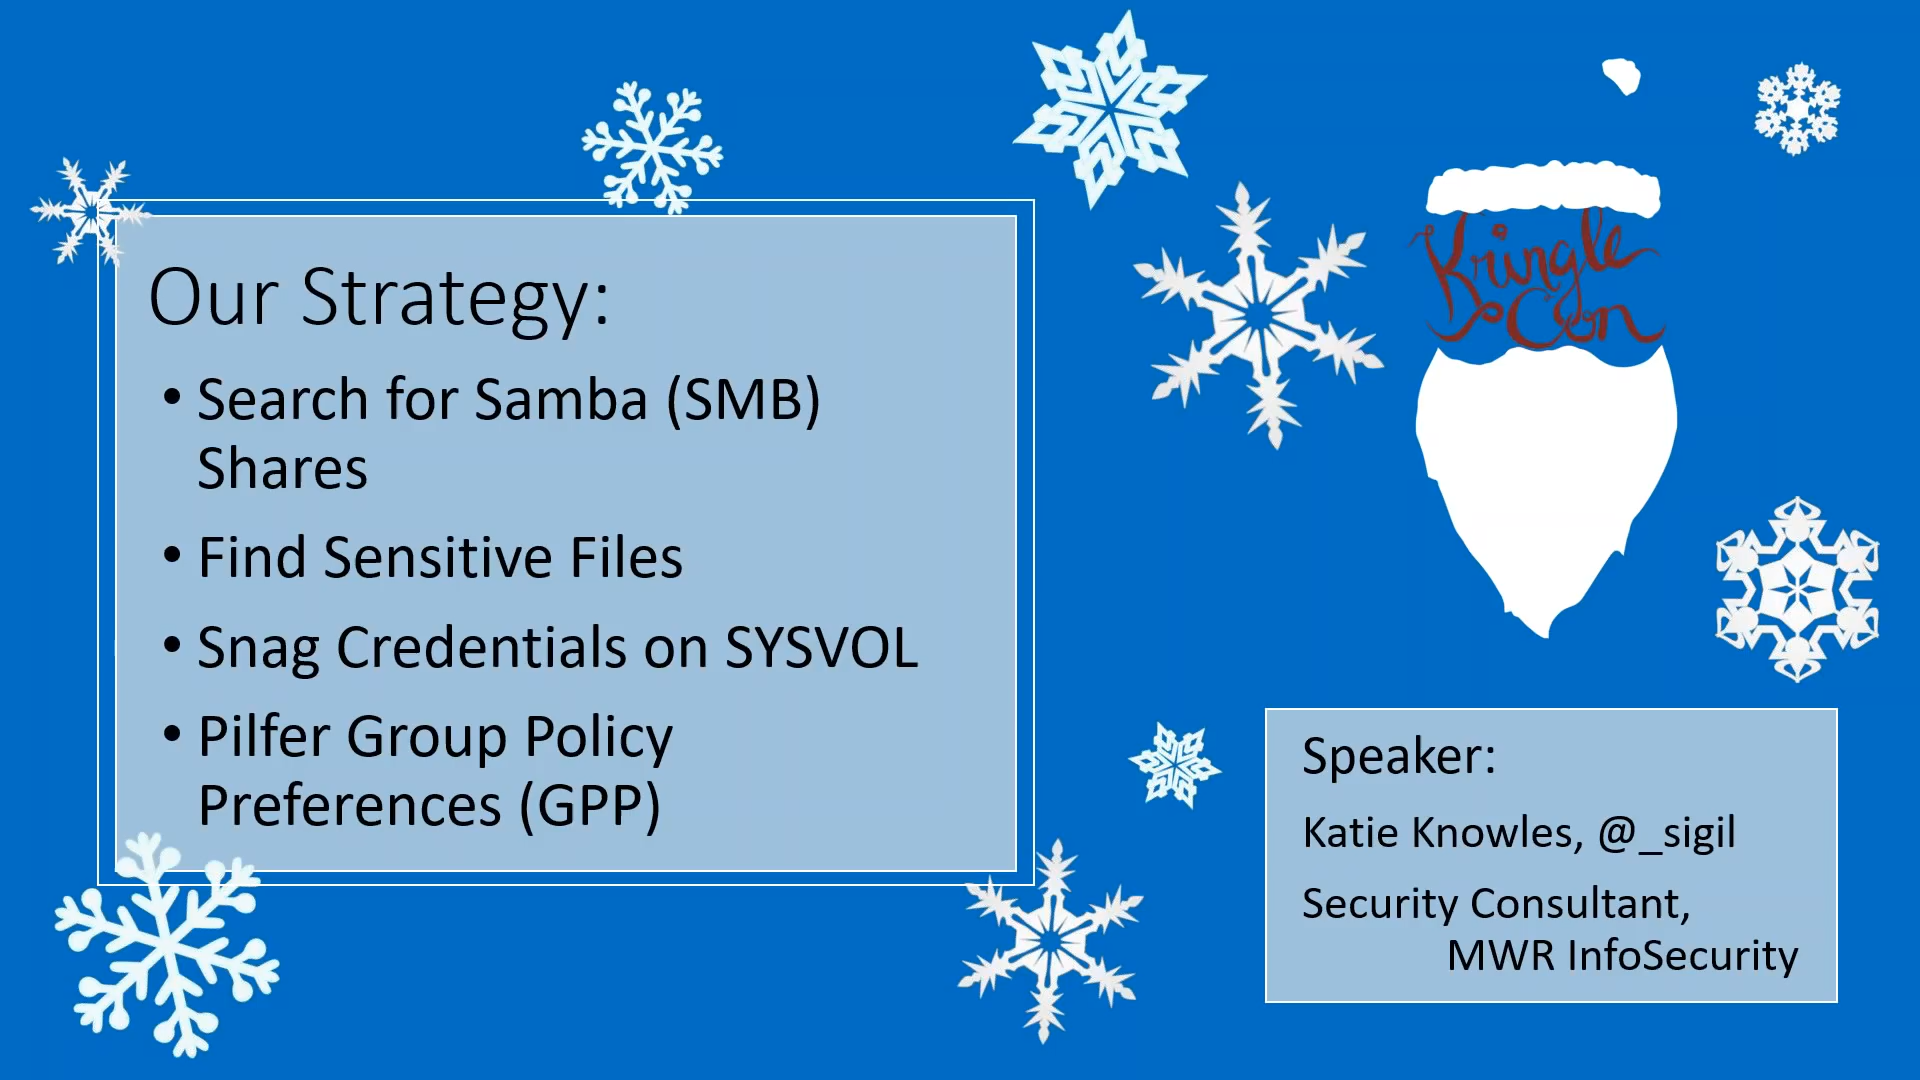 Kringle
Con
Our Strategy:
• Search for Samba (SMB)
Shares
• Find Sensitive Files
• Snag Credentials on SYSVOL
• Pilfer Group Policy
Preferences (GPP)
Speaker:
Katie Knowles, @_sigil
Security Consultant,
MWR InfoSecurity